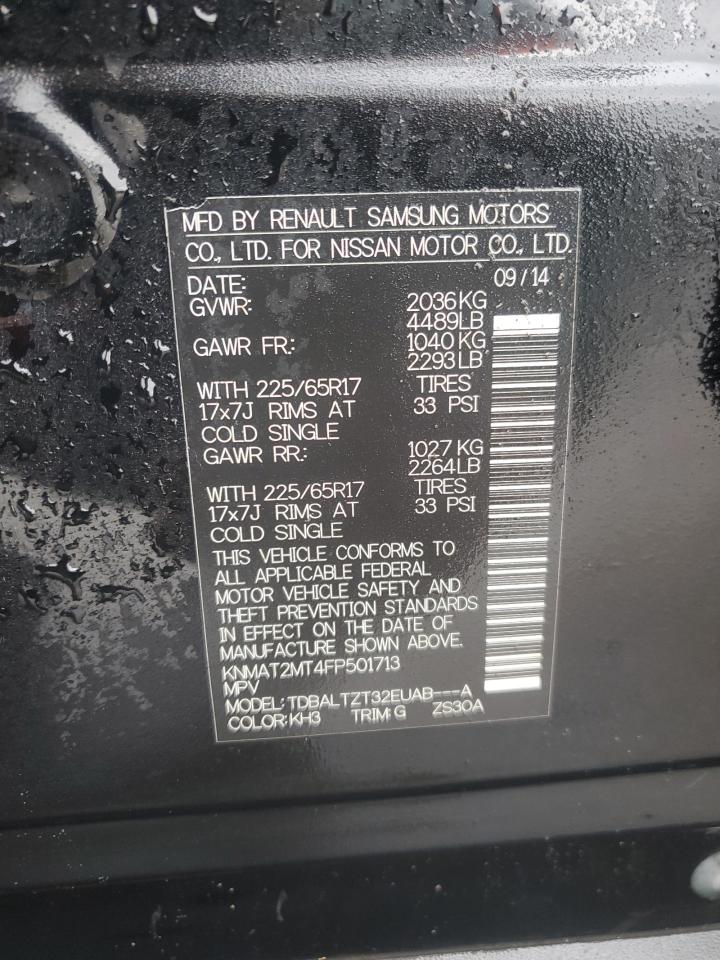 MFD BY RENAULT SAMSUNG MOTORS
CO., LTD. FOR NISSAN MOTOR CO., LTD.
DATE: 09/14
GVWR: 2036KG
4489LB
GAWR FR.: 1040KG
2293LB
WITH 225/65R17 TIRES
17x7J RIMS AT 33 PSI
COLD SINGLE
GAWR RR.: 1027 KG
2264LB
WITH 225/65R17 TIRES
17x7J RIMS AT 33 PSI
COLD SINGLE
THIS VEHICLE CONFORMS TO
ALL APPLICABLE FEDERAL
MOTOR VEHICLE SAFETY AND
THEFT PREVENTION STANDARDS
IN EFFECT ON THE DATE OF
MANUFACTURE SHOWN ABOVE.
KNMAT2MT4FP501713
MPV
MODEL: TDBALTZT32EUAB---A
COLOR: KH3 TRIM: G ZS30A